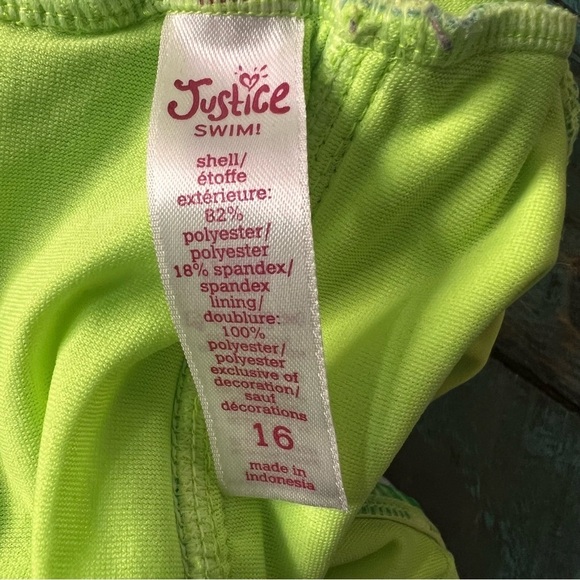 Justice
SWIM!
shell/
étoffe
extérieure:
82%
polyester/
polyester
18% spandex/
spandex
lining/
doublure:
100%
polyester/
polyester
exclusive of
decoration/
sauf
décorations
16
made in
indonesia